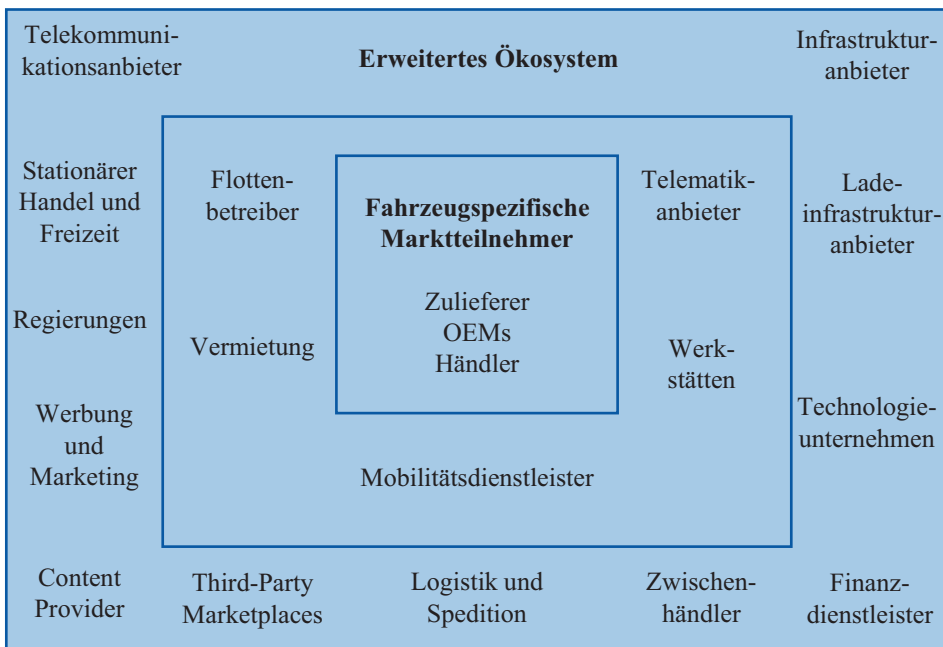 Telekommuni-
kationsanbieter
Erweitertes Ökosystem
Infrastruktur-
anbieter
Stationärer
Handel und
Freizeit
Flotten-
betreiber
Fahrzeugspezifische
Marktteilnehmer
Telematik-
anbieter
Lade-
infrastruktur-
anbieter
Zulieferer
OEMs
Händler
Regierungen
Vermietung
Werk-
stätten
Werbung
und
Marketing
Technologie-
unternehmen
Mobilitätsdienstleister
Content
Provider
Third-Party
Marketplaces
Logistik und
Spedition
Zwischen-
händler
Finanz-
dienstleister